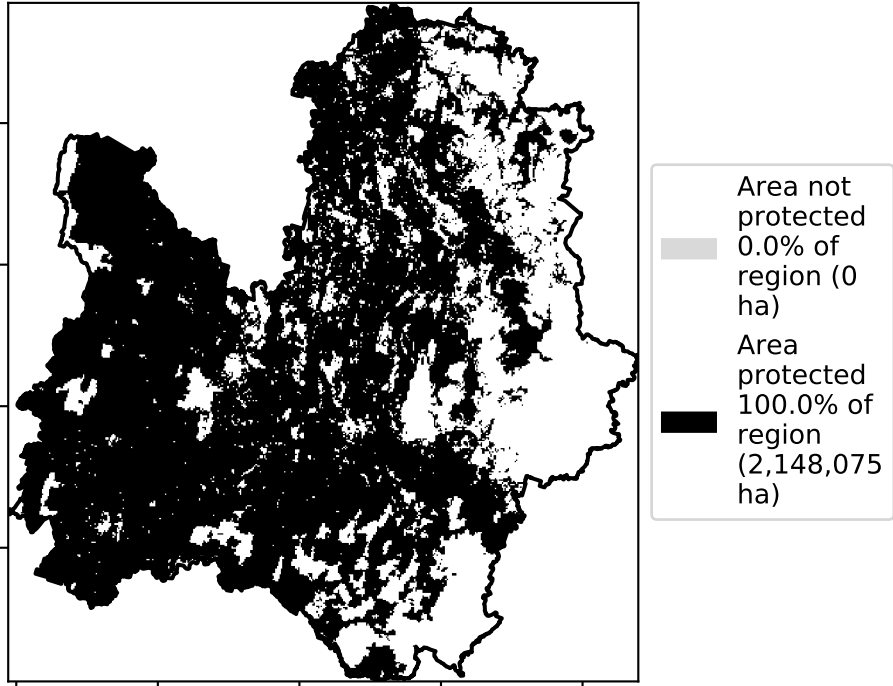 Area not
protected
0.0% of
region (0
ha)
Area
protected
100.0% of
region
(2,148,075
ha)